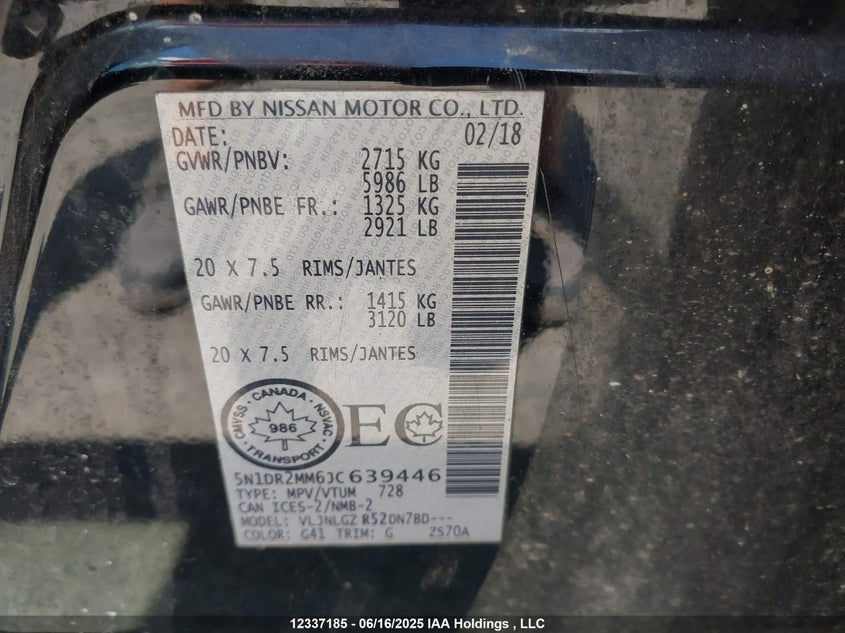 MFD BY NISSAN MOTOR CO., LTD.
DATE: 02/18
GVWR/PNBV: 2715 KG
5986 LB
GAWR/PNBE FR.: 1325 KG
2921 LB
20 X 7.5 RIMS/JANTES
GAWR/PNBE RR.: 1415 KG
3120 LB
20 X 7.5 RIMS/JANTES
CANADA
CMVSS 986 NSVAC
TRANSPORT
EC
5N1DR2MM6JC639446
TYPE: MPV/VTUM 728
CAN ICES-2/NMB-2
MODEL: VLJNLGZ R52DN7BD---
COLOR: G41 TRIM: G ZS70A
12337185 - 06/16/2025 IAA Holdings , LLC